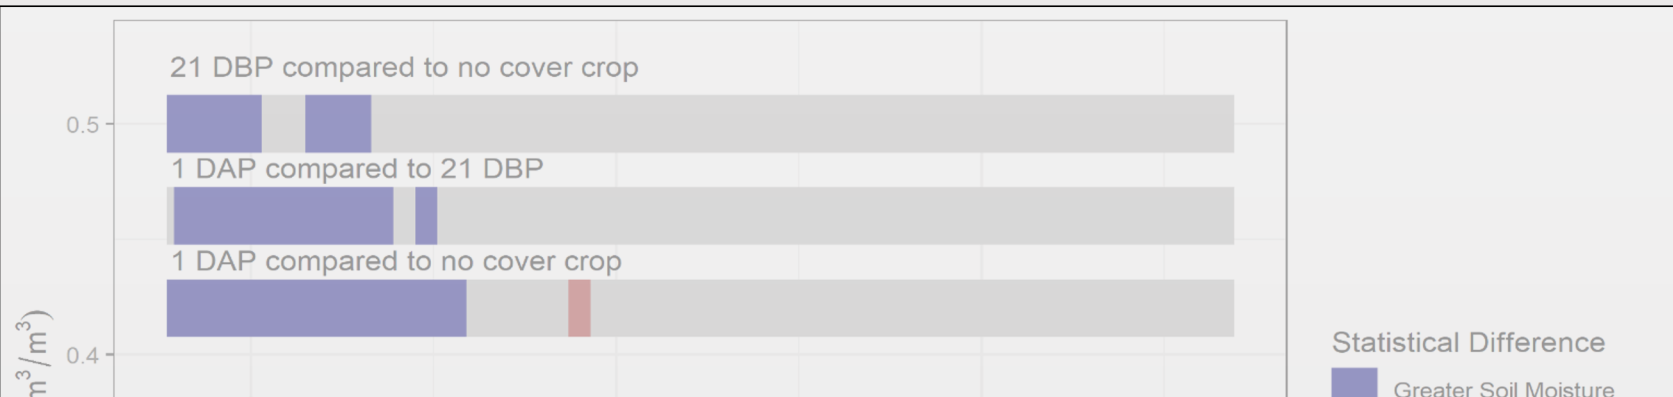 21 DBP compared to no cover crop
0.5
1 DAP compared to 21 DBP
1 DAP compared to no cover crop
m³/m³)
0.4
Statistical Difference
Greater Soil Moisture